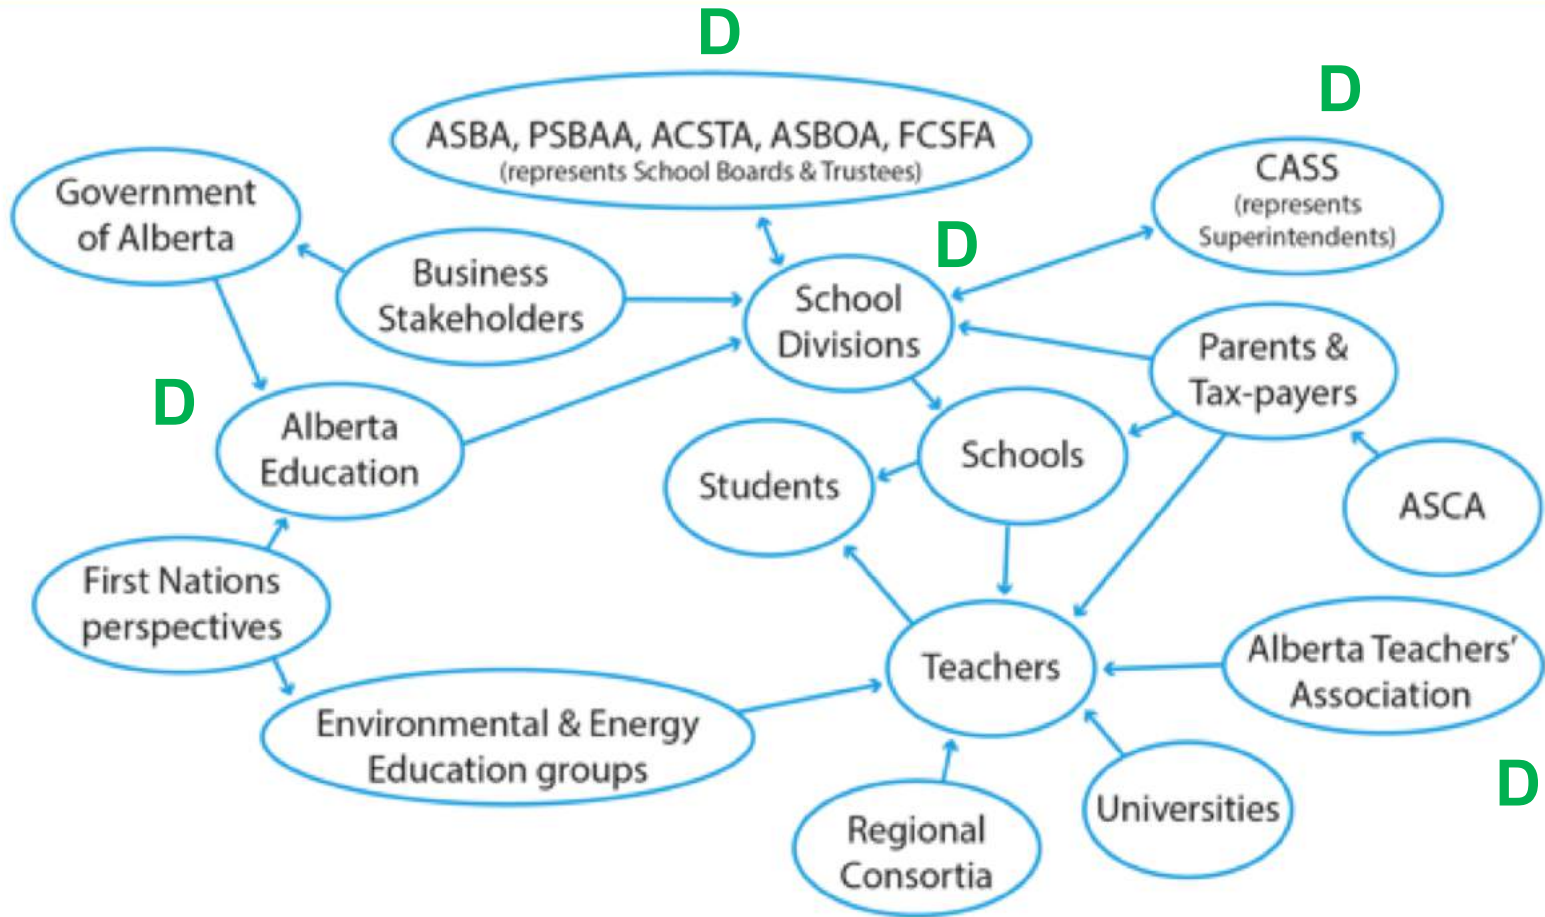 D
D
ASBA, PSBAA, ACSTA, ASBOA, FCSFA
(represents School Boards & Trustees)
CASS
(represents
Superintendents)
Government
of Alberta
D
Business
Stakeholders
School
Divisions
Parents &
Tax-payers
D
Alberta
Education
Students
Schools
ASCA
First Nations
perspectives
Teachers
Alberta Teachers’
Association
Environmental & Energy
Education groups
D
Regional
Consortia
Universities